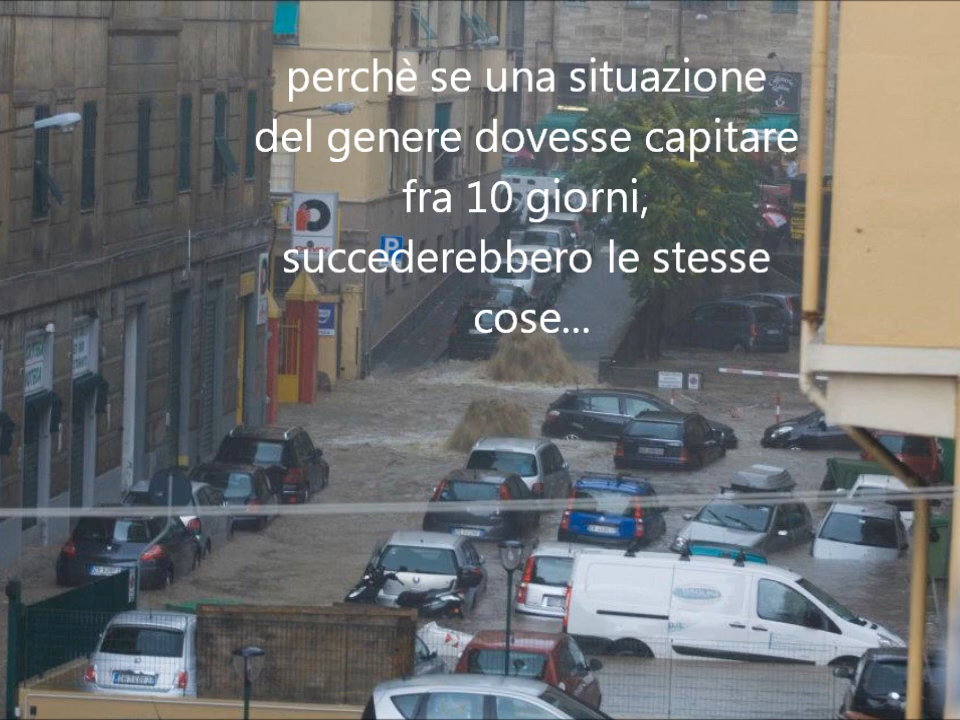 perchè se una situazione
del genere dovesse capitare
fra 10 giorni,
succederebbero le stesse
cose...
P